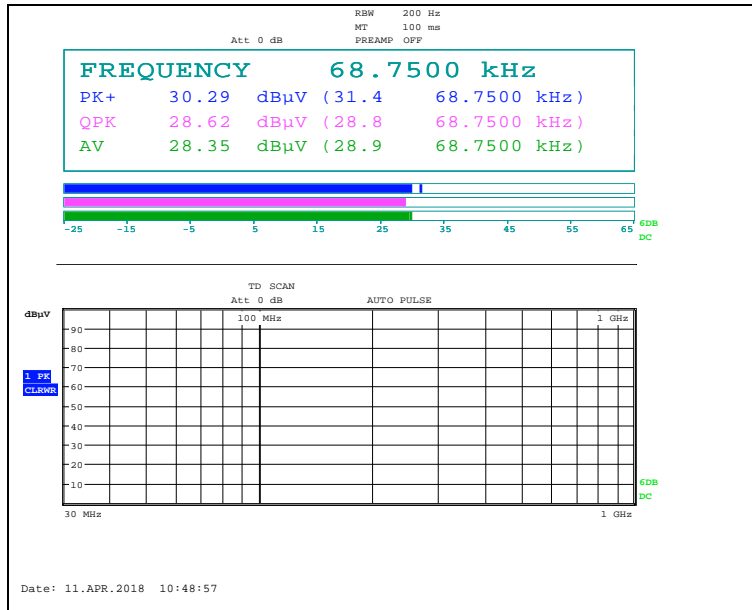 RBW 200 Hz
MT 100 ms
Att 0 dB PREAMP OFF
FREQUENCY 68.7500 kHz
PK+ 30.29 dBµV (31.4 68.7500 kHz)
QPK 28.62 dBµV (28.8 68.7500 kHz)
AV 28.35 dBµV (28.9 68.7500 kHz)
-25 -15 -5 5 15 25 35 45 55 65
6DB
DC
TD SCAN
Att 0 dB AUTO PULSE
dBµV
100 MHz 1 GHz
90
80
70
1 PK
CLRWR
60
50
40
30
20
10
6DB
DC
30 MHz 1 GHz
Date: 11.APR.2018 10:48:57